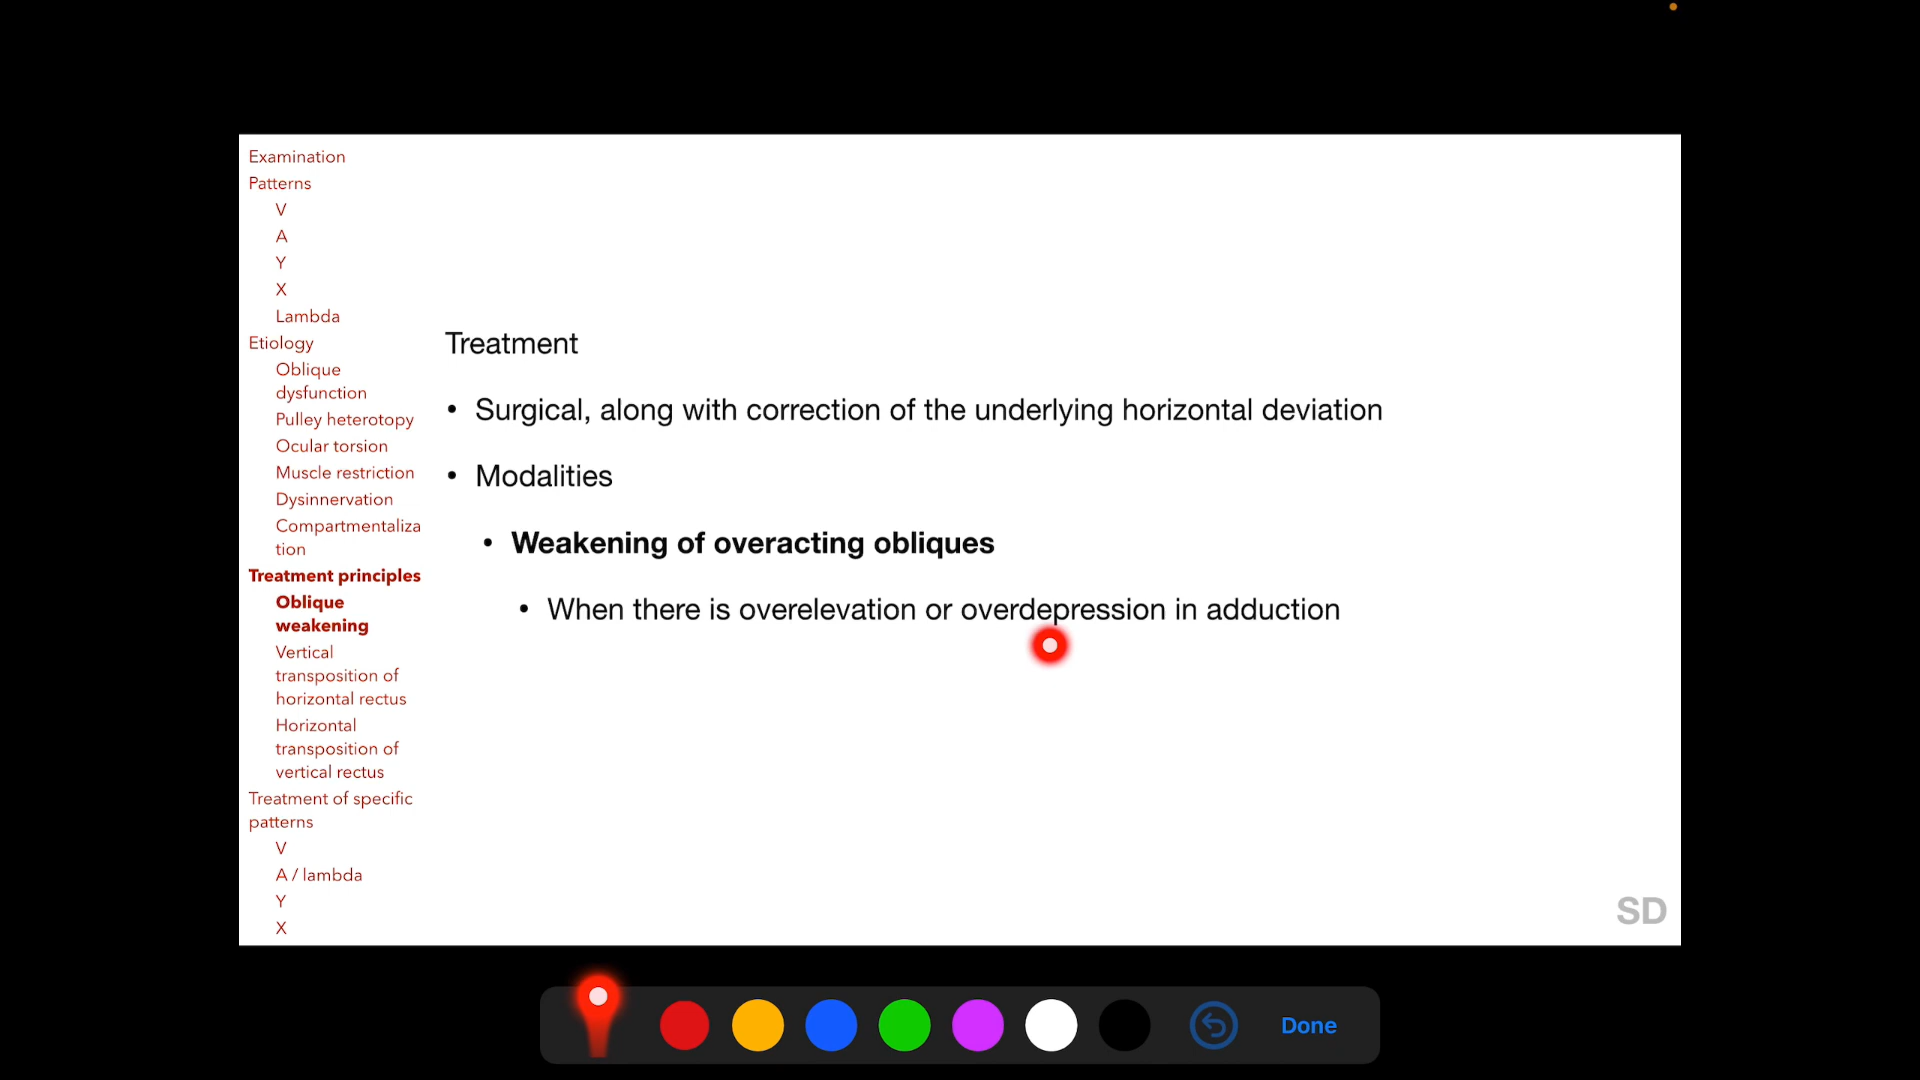 Examination
Patterns
V
A
Y
X
Lambda
Etiology
Oblique
dysfunction
Pulley heterotopy
Ocular torsion
Muscle restriction
Dysinnervation
Compartmentaliza
tion
Treatment principles
Oblique
weakening
Vertical
transposition of
horizontal rectus
Horizontal
transposition of
vertical rectus
Treatment of specific
patterns
V
A / lambda
Y
X
Treatment
• Surgical, along with correction of the underlying horizontal deviation
• Modalities
• Weakening of overacting obliques
• When there is overelevation or overdepression in adduction
SD
Done